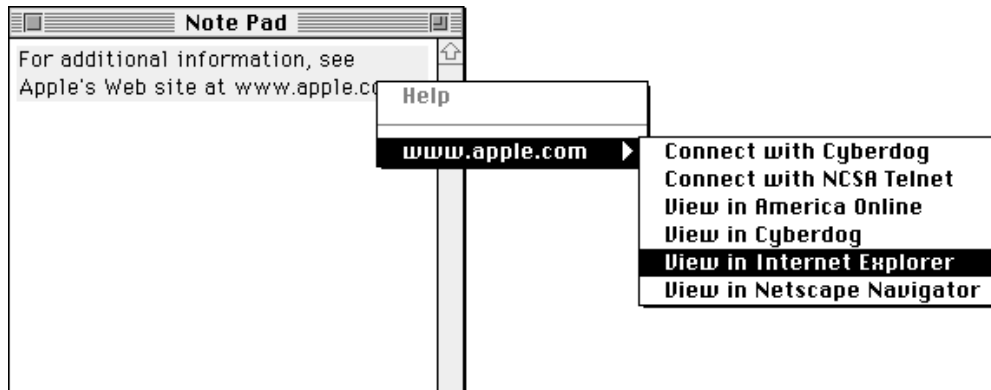 Note Pad
For additional information, see
Apple's Web site at www.apple.co
Help
www.apple.com
Connect with Cyberdog
Connect with NCSA Telnet
View in America Online
View in Cyberdog
View in Internet Explorer
View in Netscape Navigator